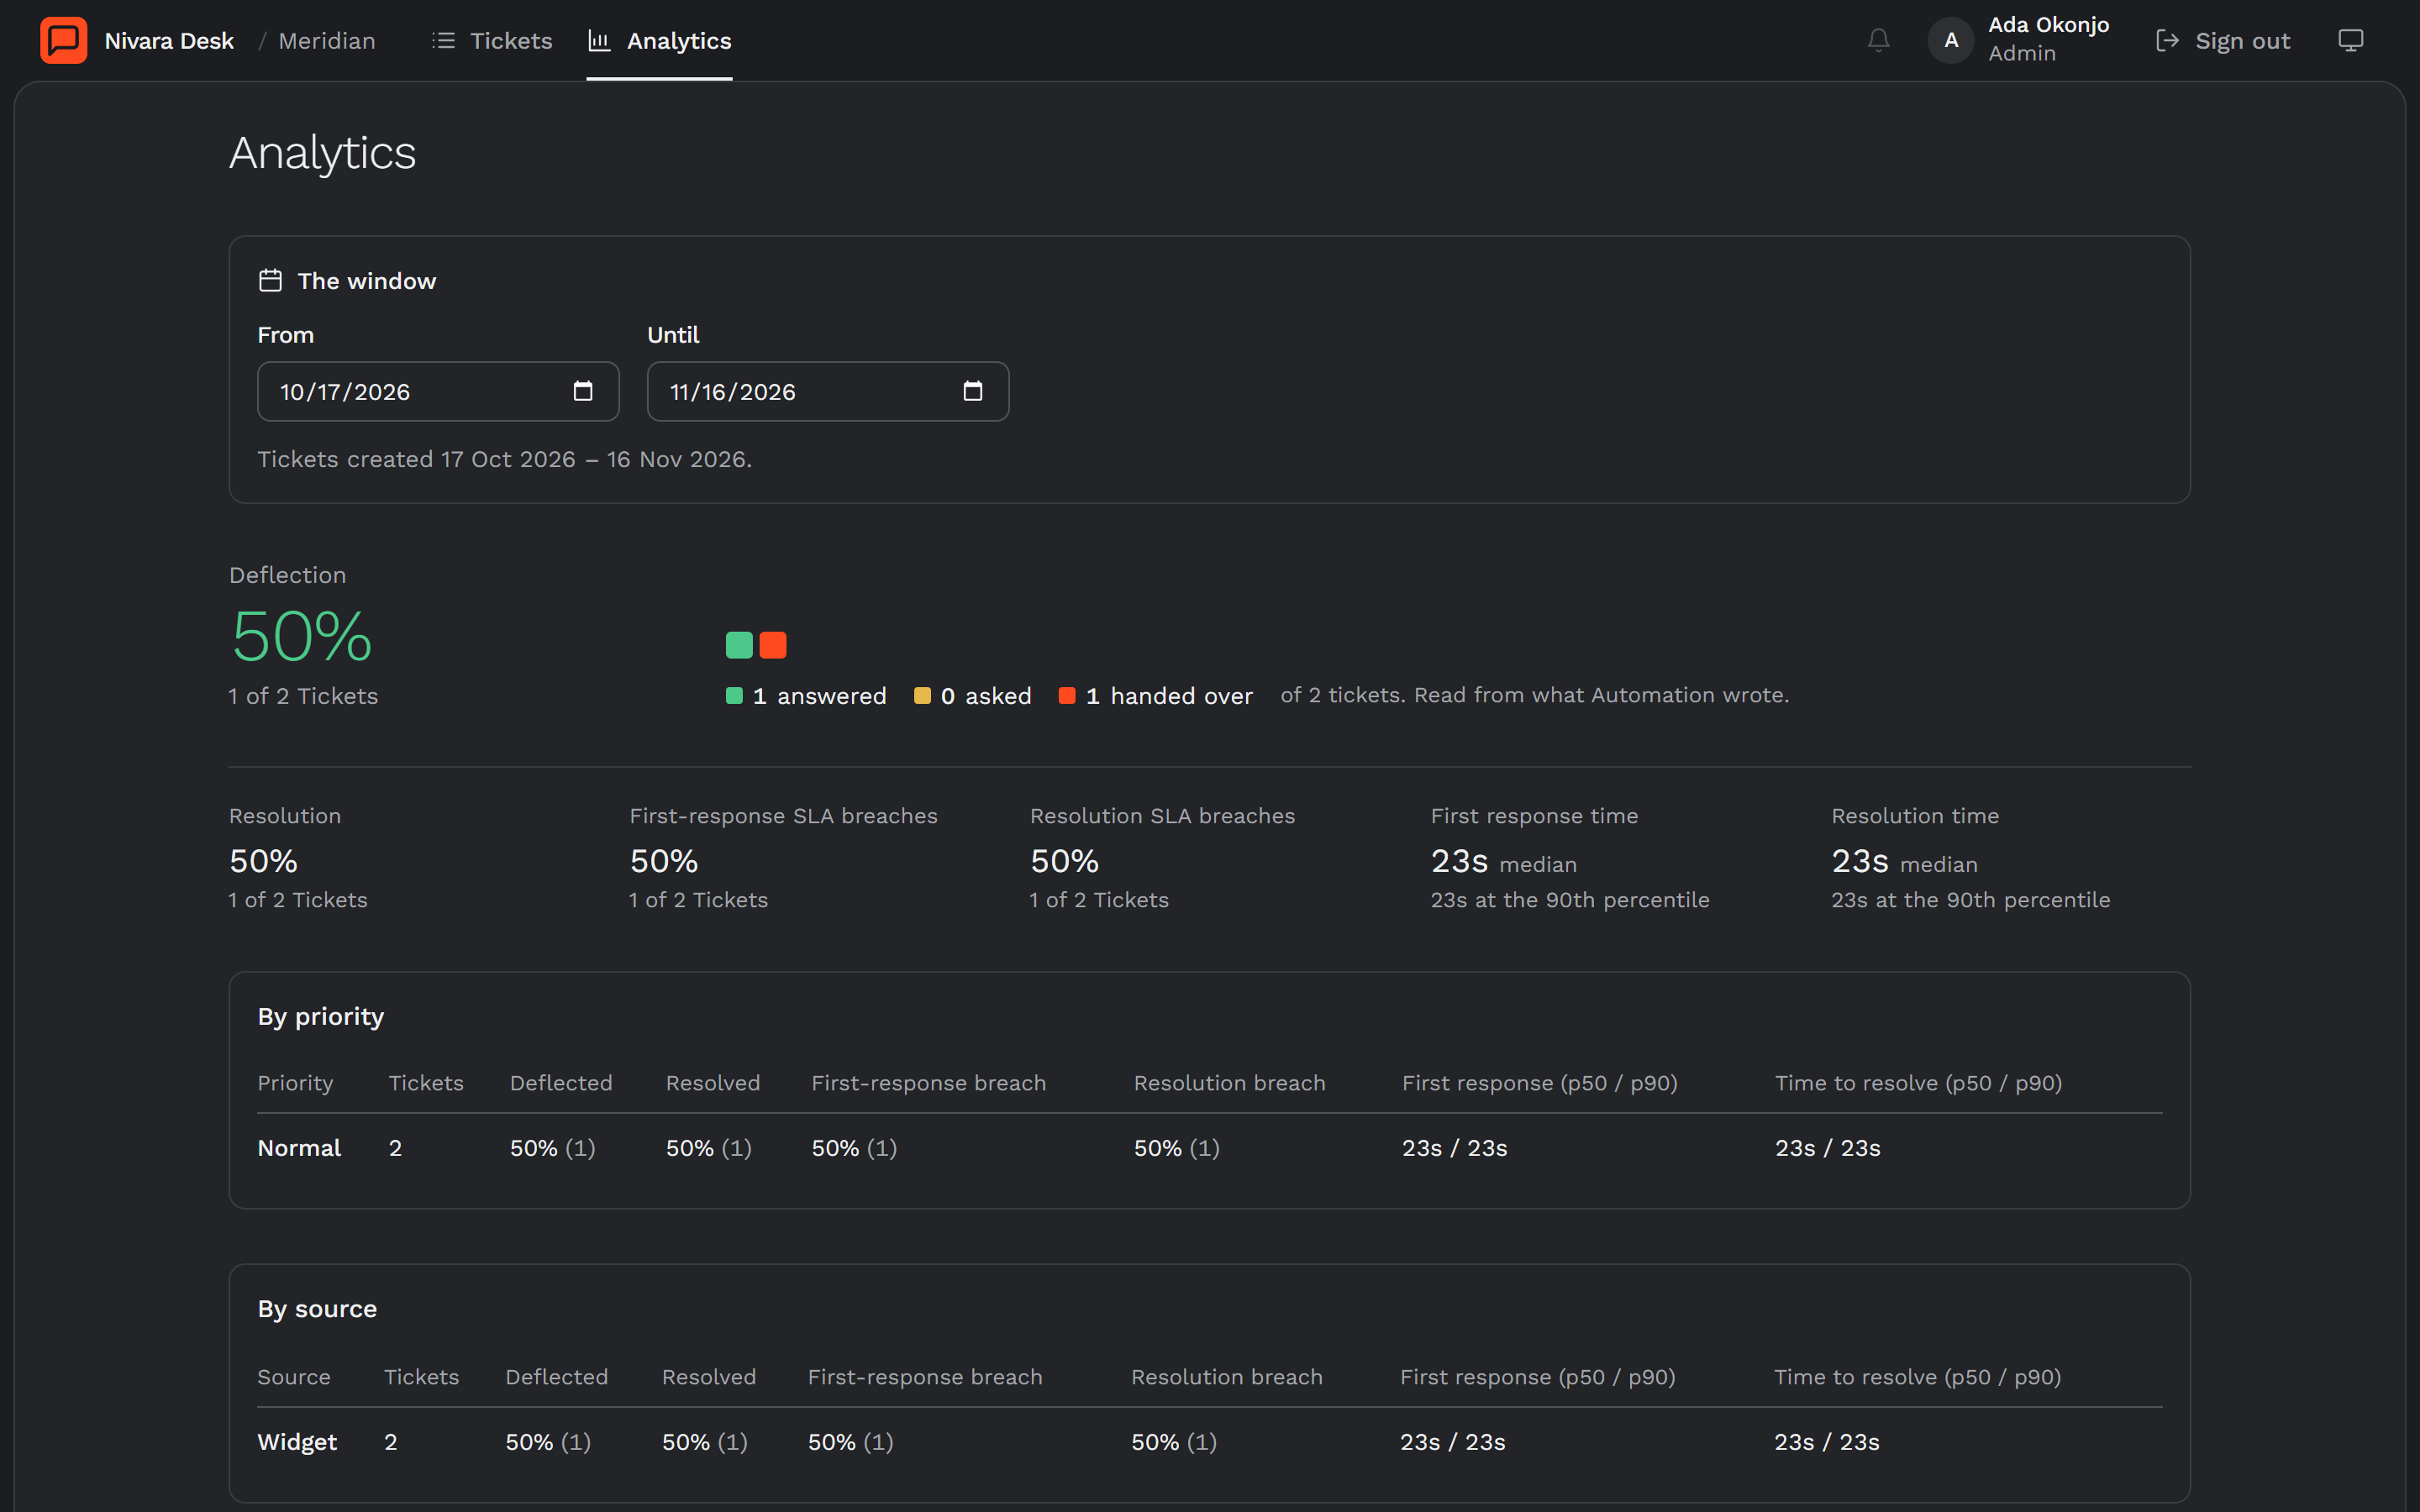 Nivara Desk / Meridian Tickets Analytics A Ada Okonjo Admin Sign out
Analytics
The window
From Until
10/17/2026 11/16/2026
Tickets created 17 Oct 2026 – 16 Nov 2026.
Deflection
50%
1 of 2 Tickets
1 answered 0 asked 1 handed over of 2 tickets. Read from what Automation wrote.
Resolution First-response SLA breaches Resolution SLA breaches First response time Resolution time
50% 50% 50% 23s median 23s median
1 of 2 Tickets 1 of 2 Tickets 1 of 2 Tickets 23s at the 90th percentile 23s at the 90th percentile
By priority
Priority Tickets Deflected Resolved First-response breach Resolution breach First response (p50 / p90) Time to resolve (p50 / p90)
Normal 2 50% (1) 50% (1) 50% (1) 50% (1) 23s / 23s 23s / 23s
By source
Source Tickets Deflected Resolved First-response breach Resolution breach First response (p50 / p90) Time to resolve (p50 / p90)
Widget 2 50% (1) 50% (1) 50% (1) 50% (1) 23s / 23s 23s / 23s